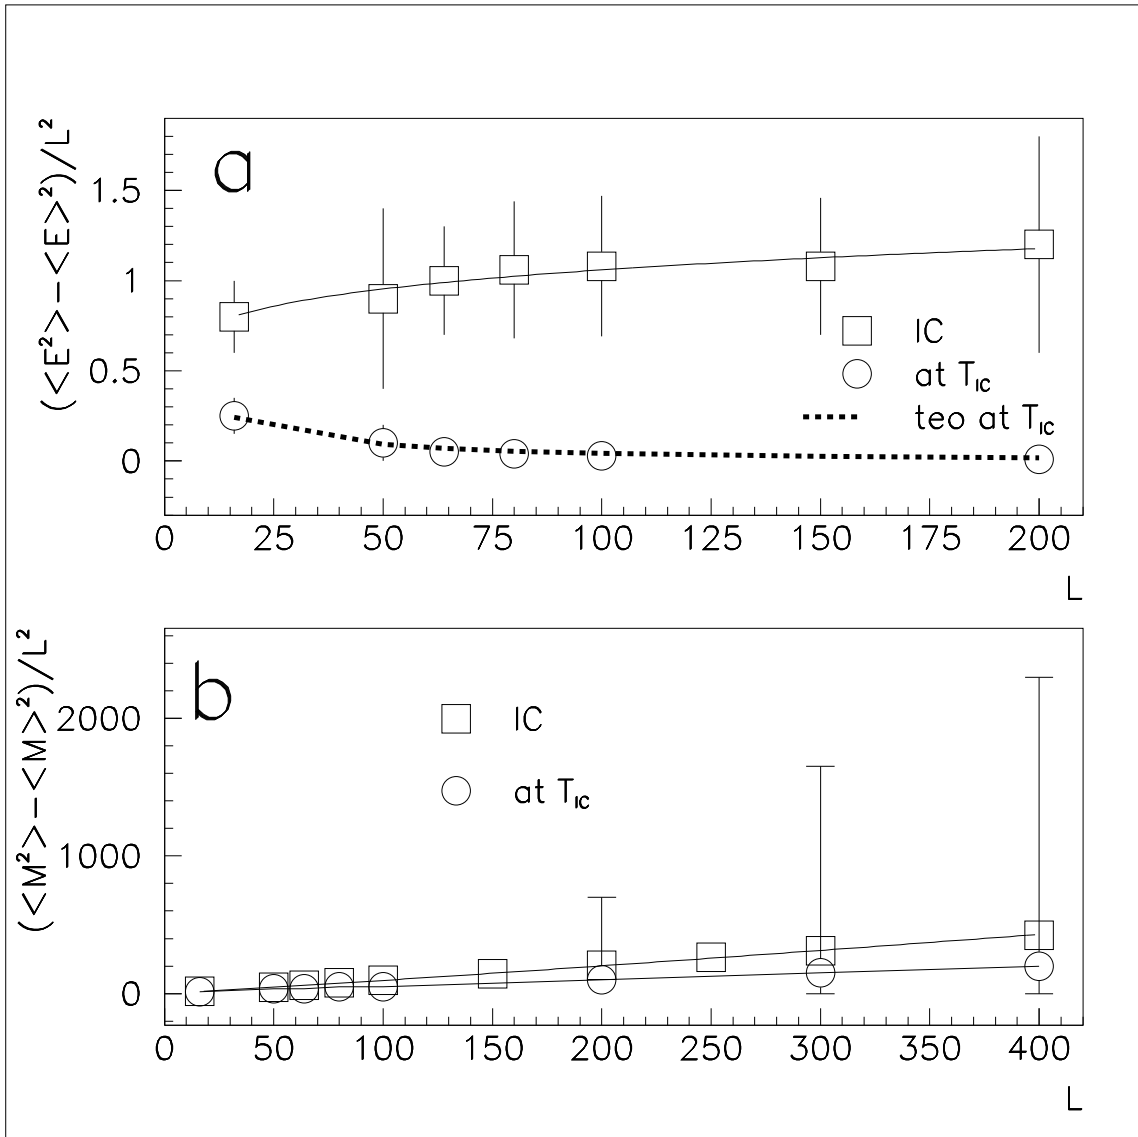 a
(<E²>−<E>²)/L²
1.5
1
0.5
0
IC
at T_IC
teo at T_IC
0 25 50 75 100 125 150 175 200
L
b
(<M²>−<M>²)/L²
2000
1000
0
IC
at T_IC
0 50 100 150 200 250 300 350 400
L